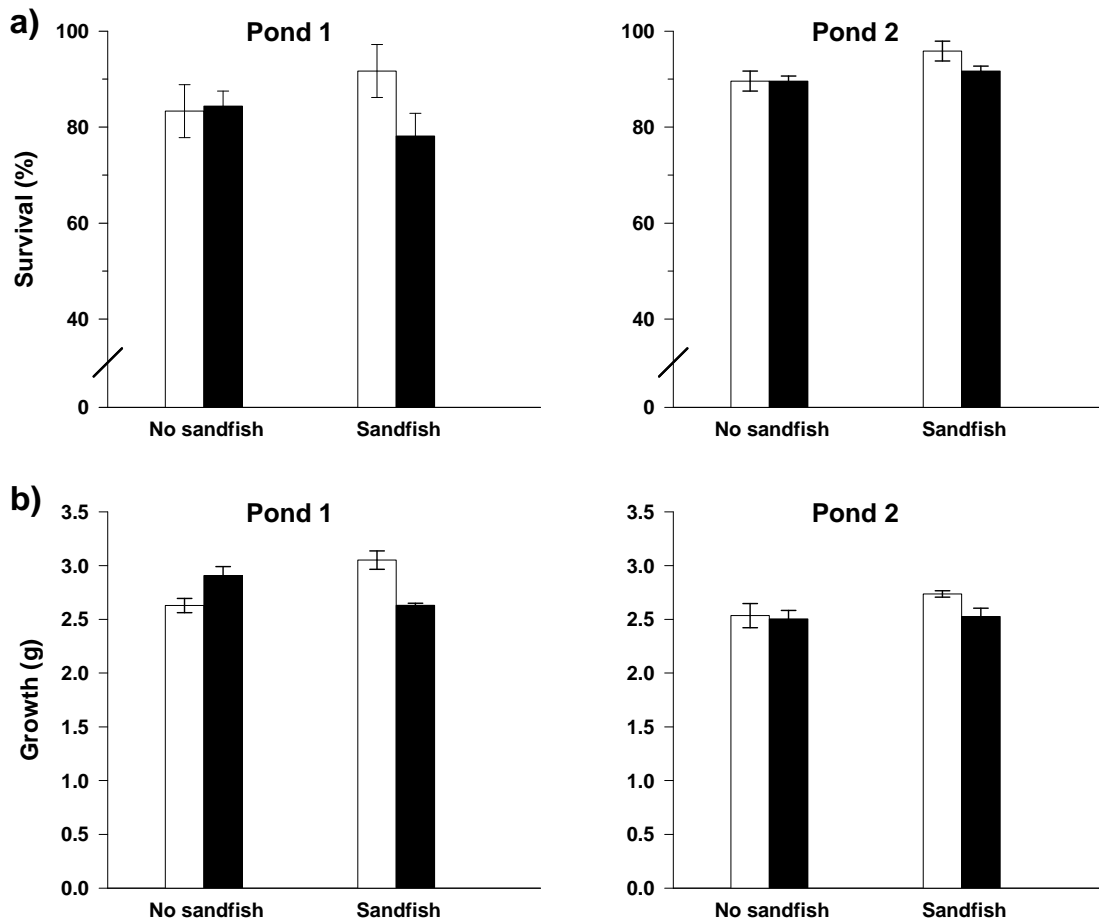 a)
Pond 1
Pond 2
Survival (%)
100
80
60
40
0
No sandfish
Sandfish
100
80
60
40
0
No sandfish
Sandfish
b)
Pond 1
Pond 2
Growth (g)
3.5
3.0
2.5
2.0
1.5
1.0
0.5
0.0
No sandfish
Sandfish
3.5
3.0
2.5
2.0
1.5
1.0
0.5
0.0
No sandfish
Sandfish